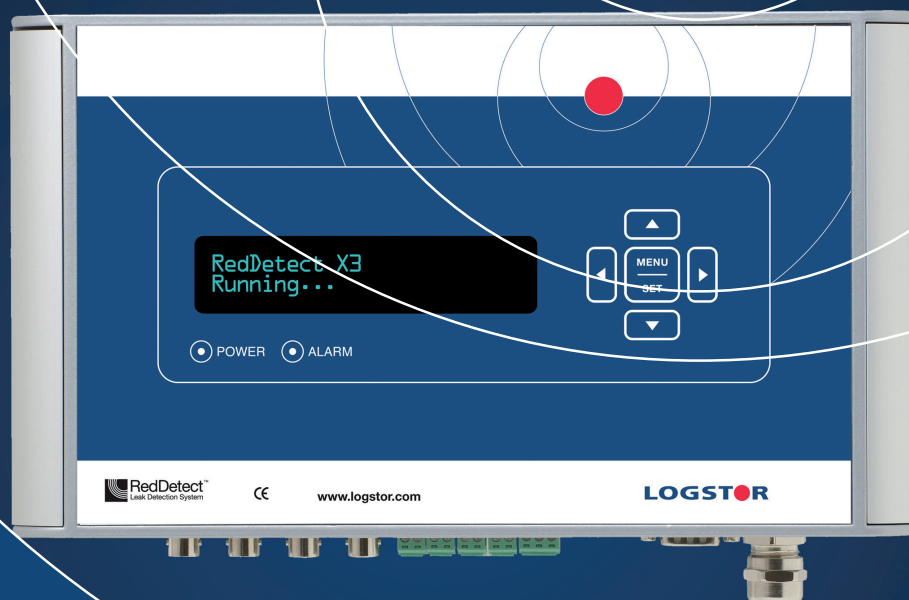 RedDetect X3
Running...
MENU
SET
POWER
ALARM
RedDetect™
Leak Detection System
CE
www.logstor.com
LOGSTOR